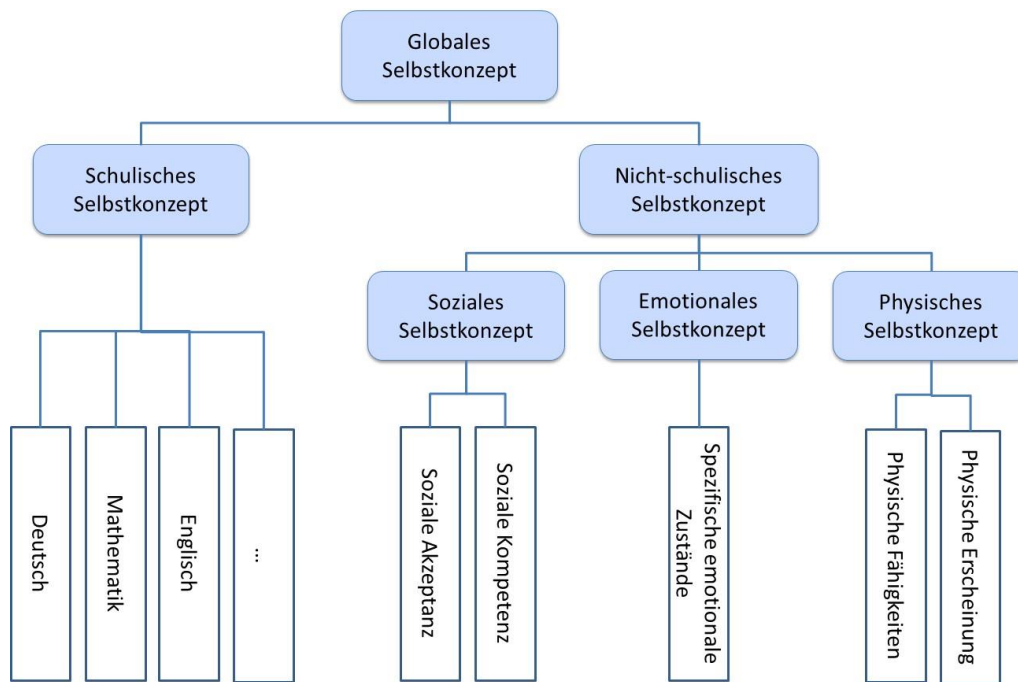 Globales
Selbstkonzept
Schulisches
Selbstkonzept
Nicht-schulisches
Selbstkonzept
Soziales
Selbstkonzept
Emotionales
Selbstkonzept
Physisches
Selbstkonzept
Deutsch
Mathematik
Englisch
...
Soziale Akzeptanz
Soziale Kompetenz
Spezifische emotionale
Zustände
Physische Fähigkeiten
Physische Erscheinung